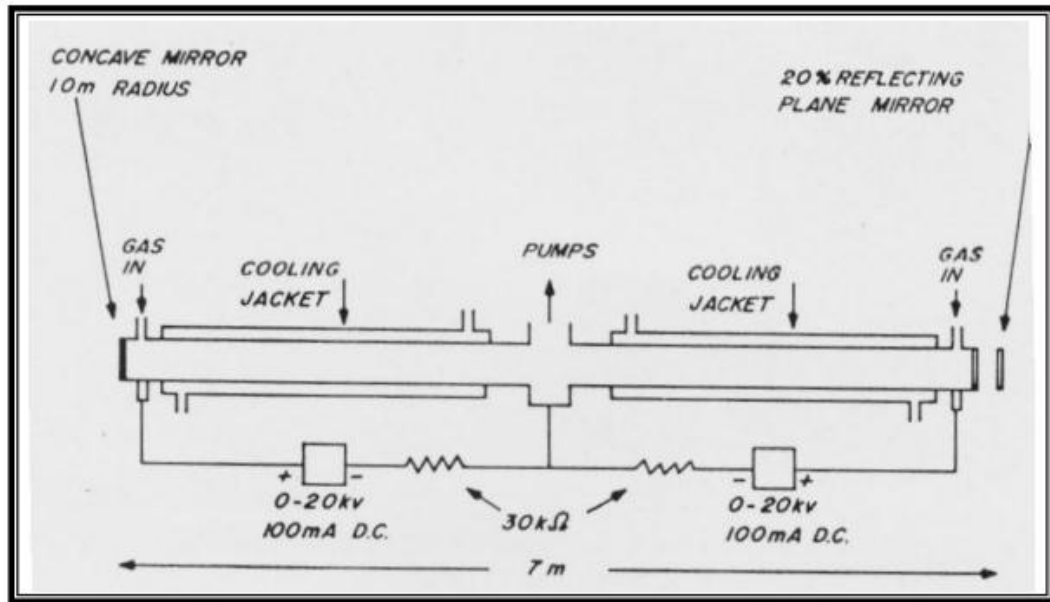 CONCAVE MIRROR
10m RADIUS
20% REFLECTING
PLANE MIRROR
GAS
IN
COOLING
JACKET
PUMPS
COOLING
JACKET
GAS
IN
+ -
0-20kv
100mA D.C.
30kΩ
- +
0-20kv
100mA D.C.
7 m